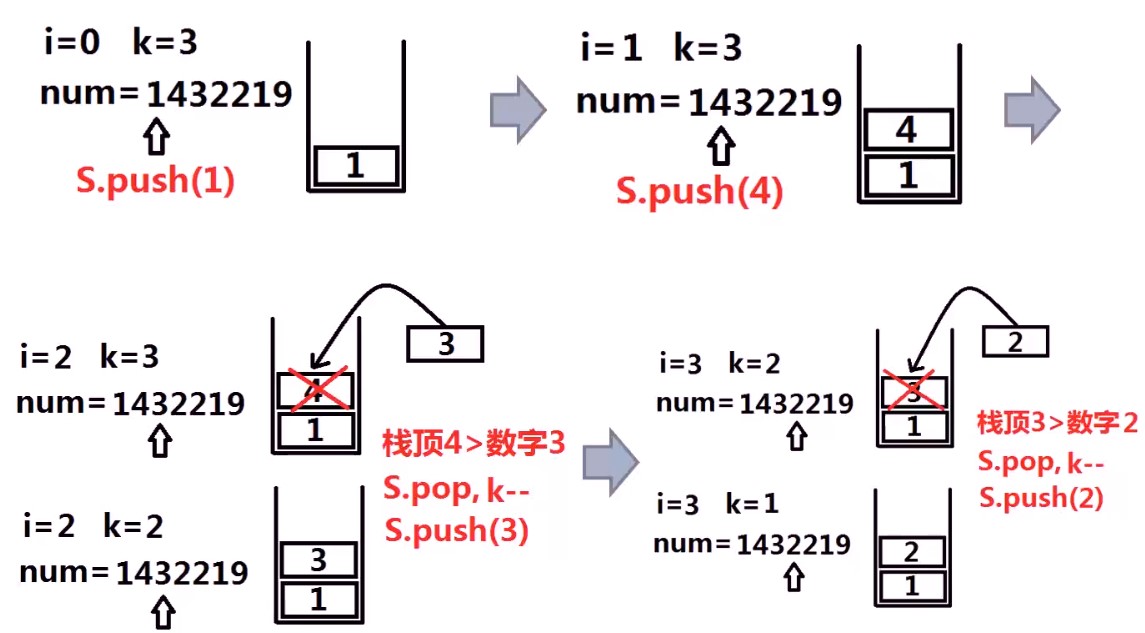 i=0 k=3
num=1432219
S.push(1)
1
i=1 k=3
num=1432219
S.push(4)
4
1
i=2 k=3
num=1432219
3
4
1
栈顶4>数字3
S.pop, k--
S.push(3)
i=2 k=2
num=1432219
3
1
i=3 k=2
num=1432219
2
3
1
栈顶3>数字2
S.pop, k--
S.push(2)
i=3 k=1
num=1432219
2
1